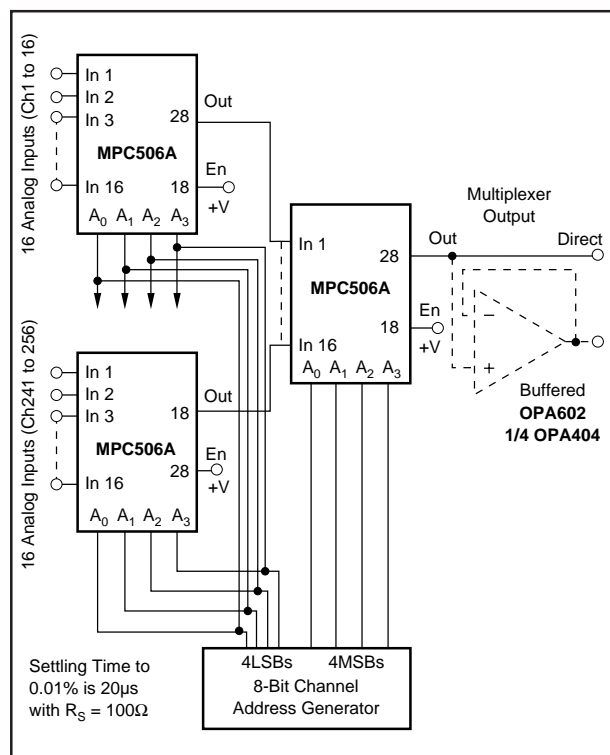 16 Analog Inputs (Ch1 to 16)
In 1
In 2
In 3
In 16
MPC506A
28
Out
18
En
+V
A0 A1 A2 A3
16 Analog Inputs (Ch241 to 256)
In 1
In 2
In 3
In 16
MPC506A
18
Out
28
En
+V
A0 A1 A2 A3
In 1
In 16
MPC506A
28
Out
18
En
+V
A0 A1 A2 A3
Multiplexer
Output
Direct
–
+
Buffered
OPA602
1/4 OPA404
Settling Time to
0.01% is 20µs
with RS = 100Ω
4LSBs 4MSBs
8-Bit Channel
Address Generator